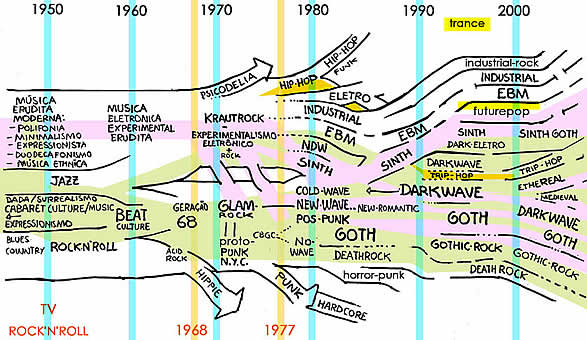 1950
1960
1970
1980
1990
2000
trance
MÚSICA
ERUDITA
MODERNA:
- POLIFONIA
- MINIMALISMO
- EXPRESSIONISTA
- DUODECAFONISMO
- MÚSICA ETHNICA
JAZZ
DADA/SURREALISMO
CABARET CULTURE/MUSIC
EXPRESSIONISMO
BLUES
COUNTRY
ROCKN'ROLL
TV
ROCK'N'ROLL
MUSICA
ELETRONICA
EXPERIMENTAL
ERUDITA
BEAT
CULTURE
ACID
ROCK
HIPPIE
GERAÇÃO
68
1968
PSICODELIA
KRAUTROCK
EXPERIMENTALISMO
ELETRÔNICO
+
ROCK
GLAM
ROCK
II
proto-
PUNK
N.Y.C.
CBGC
1977
PUNK
HARDCORE
HIP-HOP
HIP-HOP
FUNK
ELETRO
INDUSTRIAL
EBM
NDW
SINTH
COLD-WAVE
NEW-WAVE
NEW-ROMANTIC
POS-PUNK
NO-
WAVE
GOTH
DEATHROCK
horror-punk
industrial-rock
INDUSTRIAL
EBM
EBM
futurepop
SINTH
SINTH
SINTH GOTH
DARK-ELETRO
DARKWAVE
TRIP-HOP
TRIP-HOP
DARKWAVE
ETHEREAL
MEDIEVAL
DARKWAVE
GOTH
GOTH
GOTHIC-ROCK
GOTHIC-ROCK
DEATH ROCK